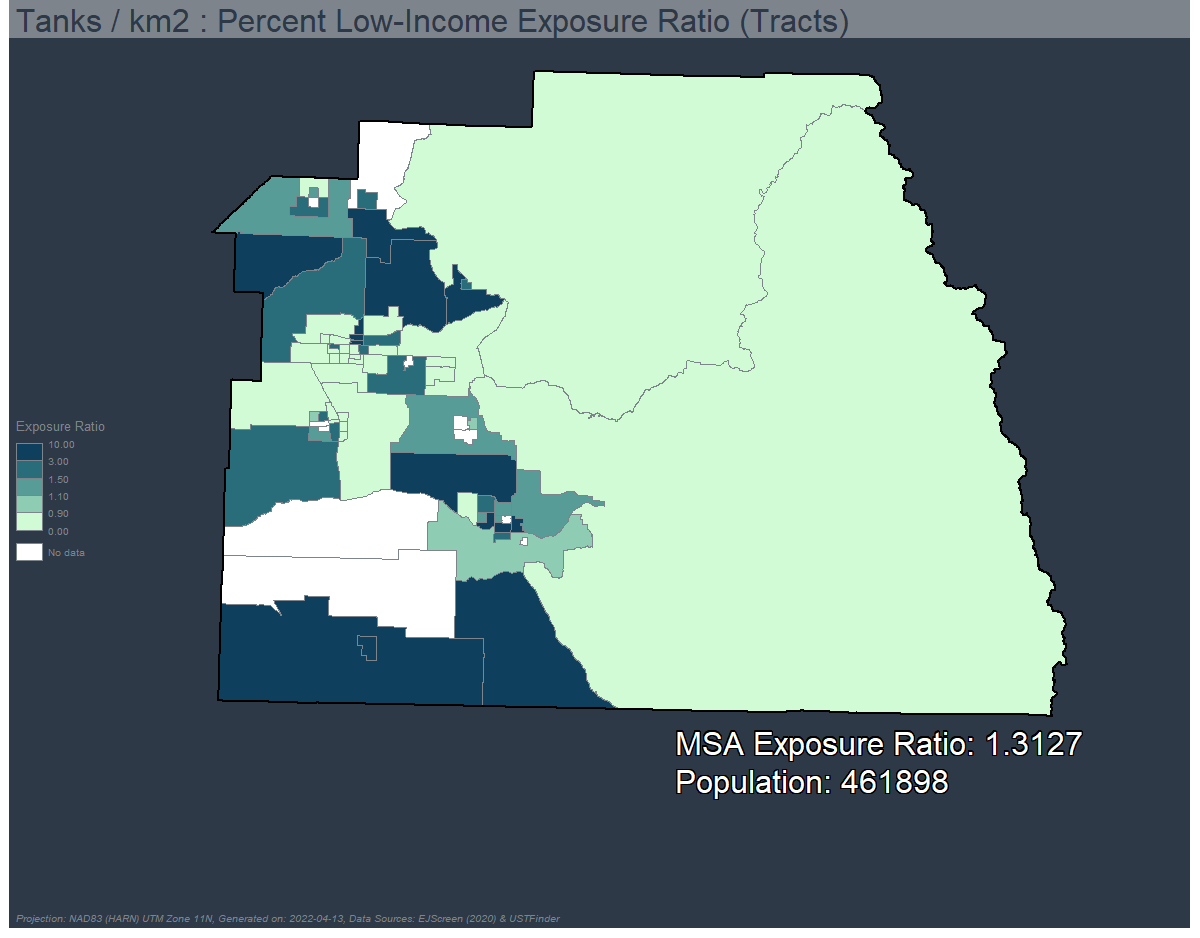 Tanks / km2 : Percent Low-Income Exposure Ratio (Tracts)
Exposure Ratio
10.00
3.00
1.50
1.10
0.90
0.00
No data
MSA Exposure Ratio: 1.3127
Population: 461898
Projection: NAD83 (HARN) UTM Zone 11N, Generated on: 2022-04-13, Data Sources: EJScreen (2020) & USTFinder